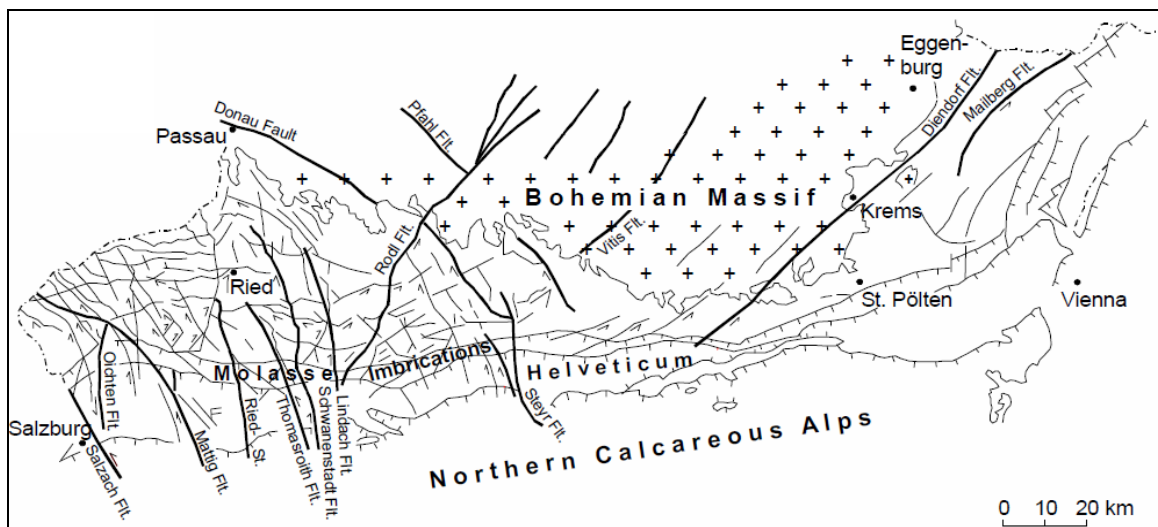 Eggen-
burg
Diendorf Flt.
Mailberg Flt.
Donau Fault
Pfahl Flt.
Passau
Bohemian Massif
Krems
Vitis Flt.
Rodl Flt.
Ried
St. Pölten
Vienna
Molasse
Imbrications
Helveticum
Oichten Flt.
Salzburg
Salzach Flt.
Mattig Flt.
Ried-
St.
Thomasroith Flt.
Schwanenstadt Flt.
Lindach Flt.
Steyr Flt.
Northern Calcareous Alps
0 10 20 km